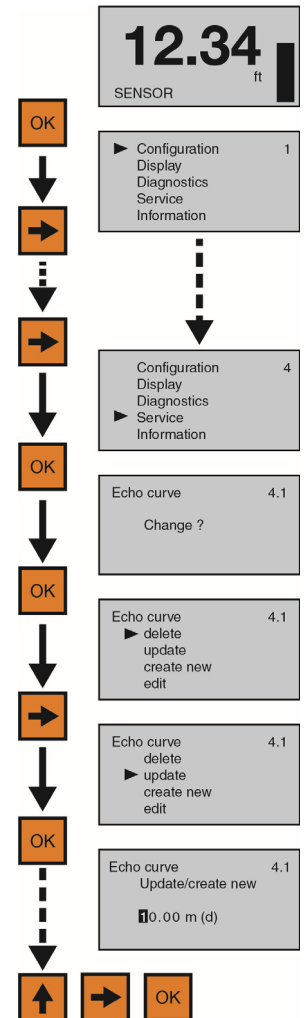 12.34
ft
SENSOR
OK
Configuration 1
Display
Diagnostics
Service
Information
Configuration 4
Display
Diagnostics
Service
Information
OK
Echo curve 4.1
Change ?
OK
Echo curve 4.1
delete
update
create new
edit
Echo curve 4.1
delete
update
create new
edit
OK
Echo curve 4.1
Update/create new
10.00 m (d)
OK